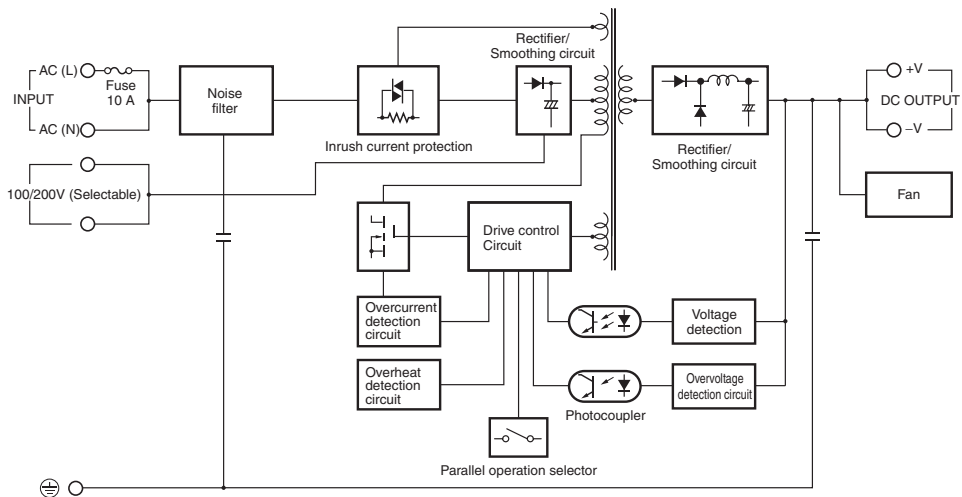 AC (L)
Fuse
10 A
INPUT
AC (N)
Noise
filter
Inrush current protection
Rectifier/
Smoothing circuit
Rectifier/
Smoothing circuit
+V
DC OUTPUT
−V
Fan
100/200V (Selectable)
Drive control
Circuit
Overcurrent
detection
circuit
Overheat
detection
circuit
Voltage
detection
Overvoltage
detection circuit
Photocoupler
Parallel operation selector